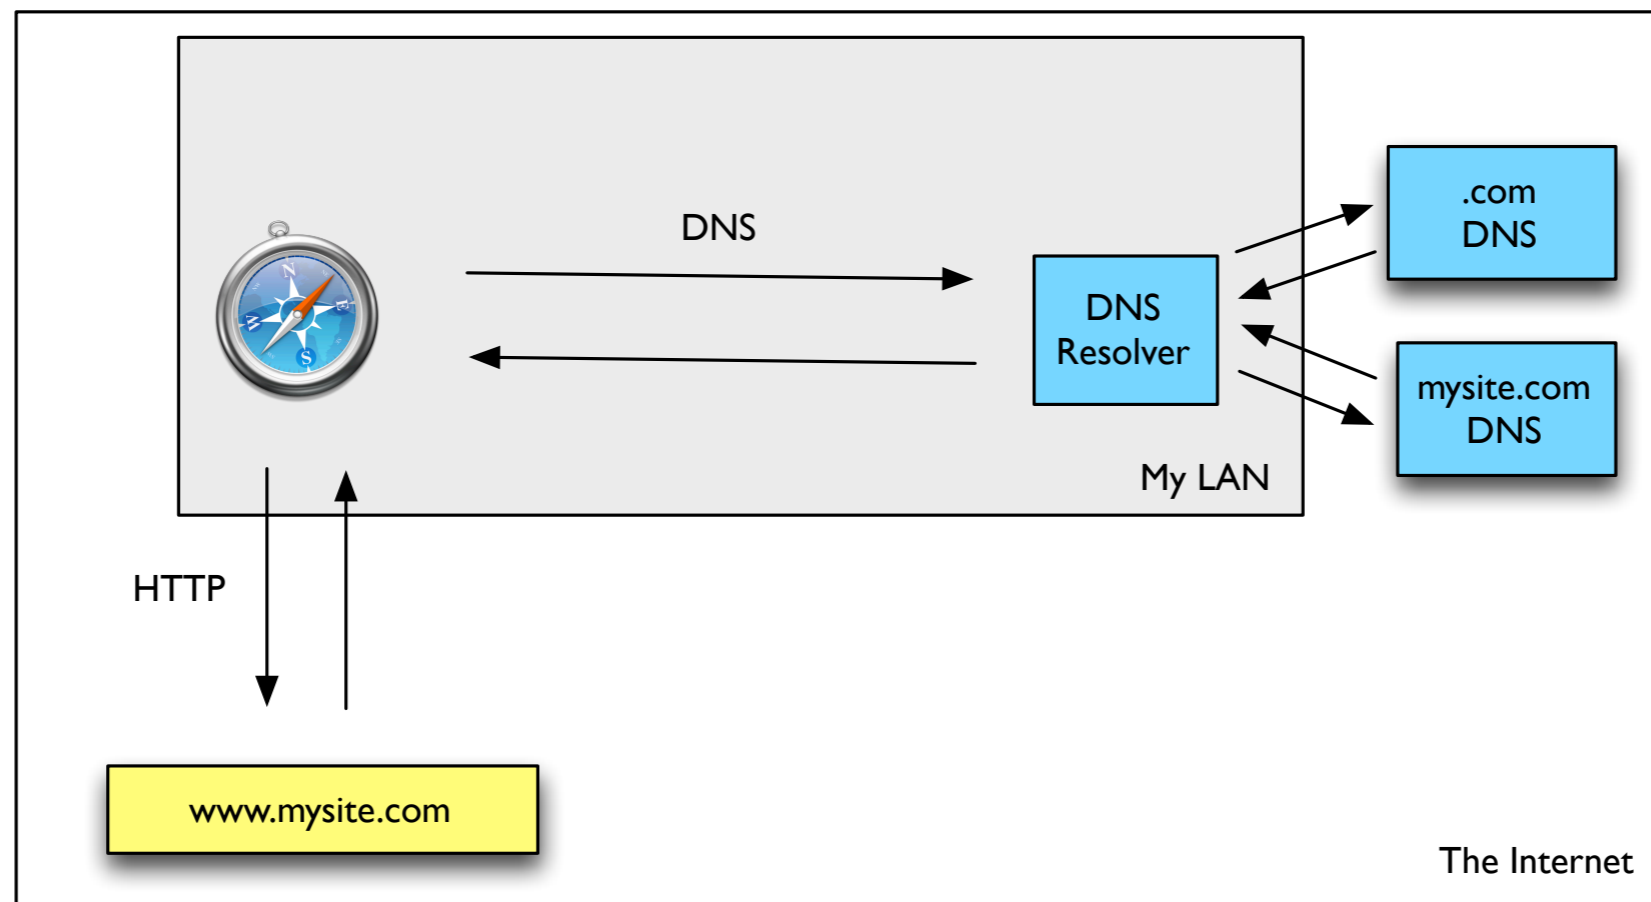 DNS
.com
DNS
DNS
Resolver
mysite.com
DNS
N
E
W
S
My LAN
HTTP
www.mysite.com
The Internet